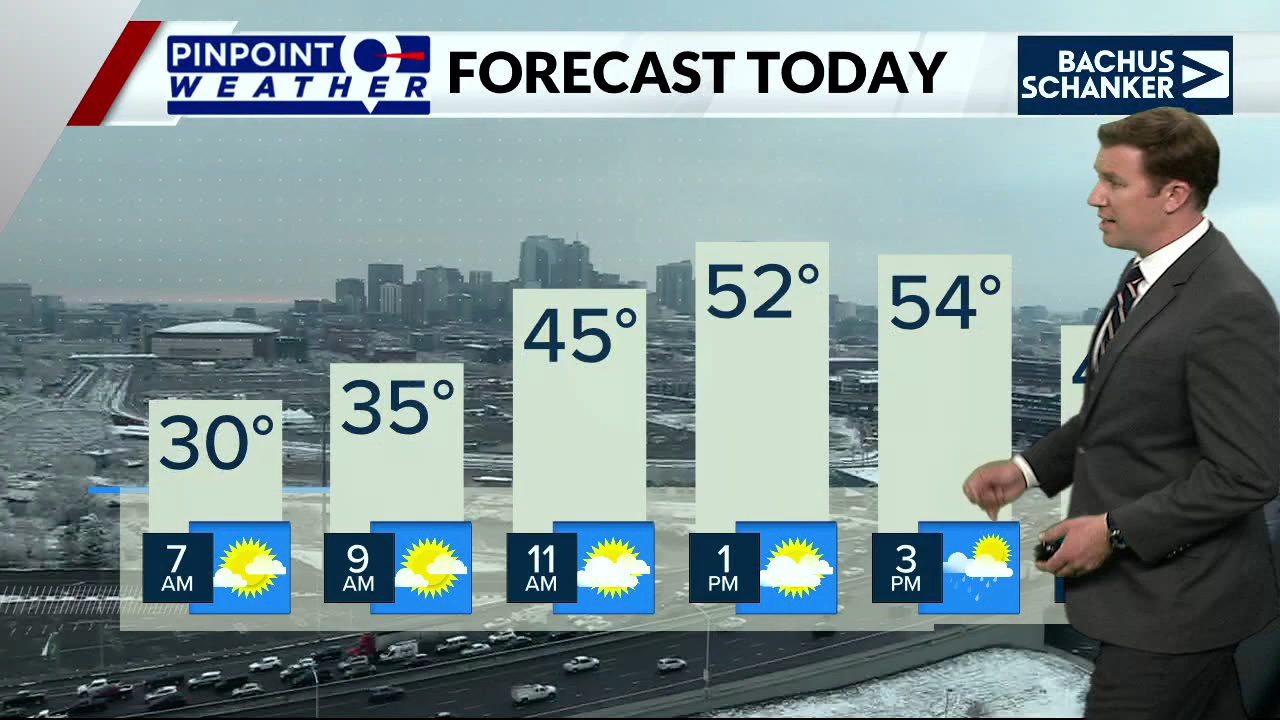 PINPOINT
WEATHER
FORECAST TODAY
BACHUS
SCHANKER
30°
35°
45°
52°
54°
7
AM
9
AM
11
AM
1
PM
3
PM